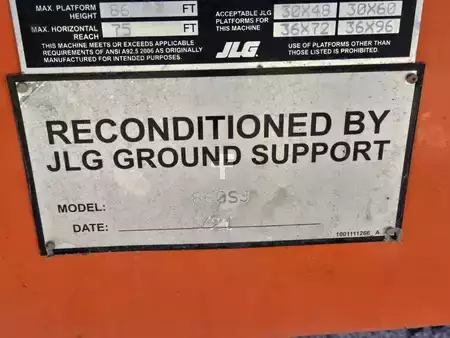 MAX. PLATFORM
HEIGHT 86 FT
MAX. HORIZONTAL
REACH 75 FT
THIS MACHINE MEETS OR EXCEEDS APPLICABLE
REQUIREMENTS OF ANSI A92.5 2006 AS ORIGINALLY
MANUFACTURED FOR INTENDED PURPOSES.
ACCEPTABLE JLG
PLATFORMS FOR
THIS MACHINE
30X48 30X60
36X72 36X96
JLG
USE OF PLATFORMS OTHER
THAN THOSE LISTED IS PROHIBITED.
RECONDITIONED BY
JLG GROUND SUPPORT
MODEL: 860SJ
DATE:
1001111266 A